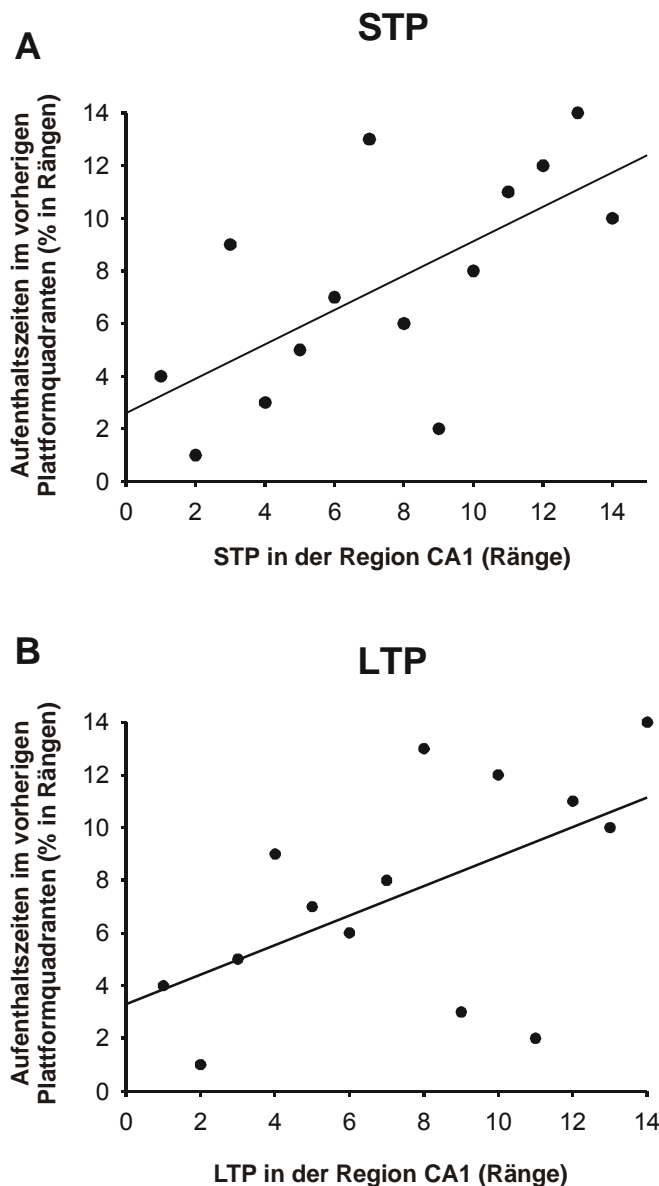 A
STP
Aufenthaltszeiten im vorherigen
Plattformquadranten (% in Rängen)
14
12
10
8
6
4
2
0
0 2 4 6 8 10 12 14
STP in der Region CA1 (Ränge)
B
LTP
Aufenthaltszeiten im vorherigen
Plattformquadranten (% in Rängen)
14
12
10
8
6
4
2
0
0 2 4 6 8 10 12 14
LTP in der Region CA1 (Ränge)